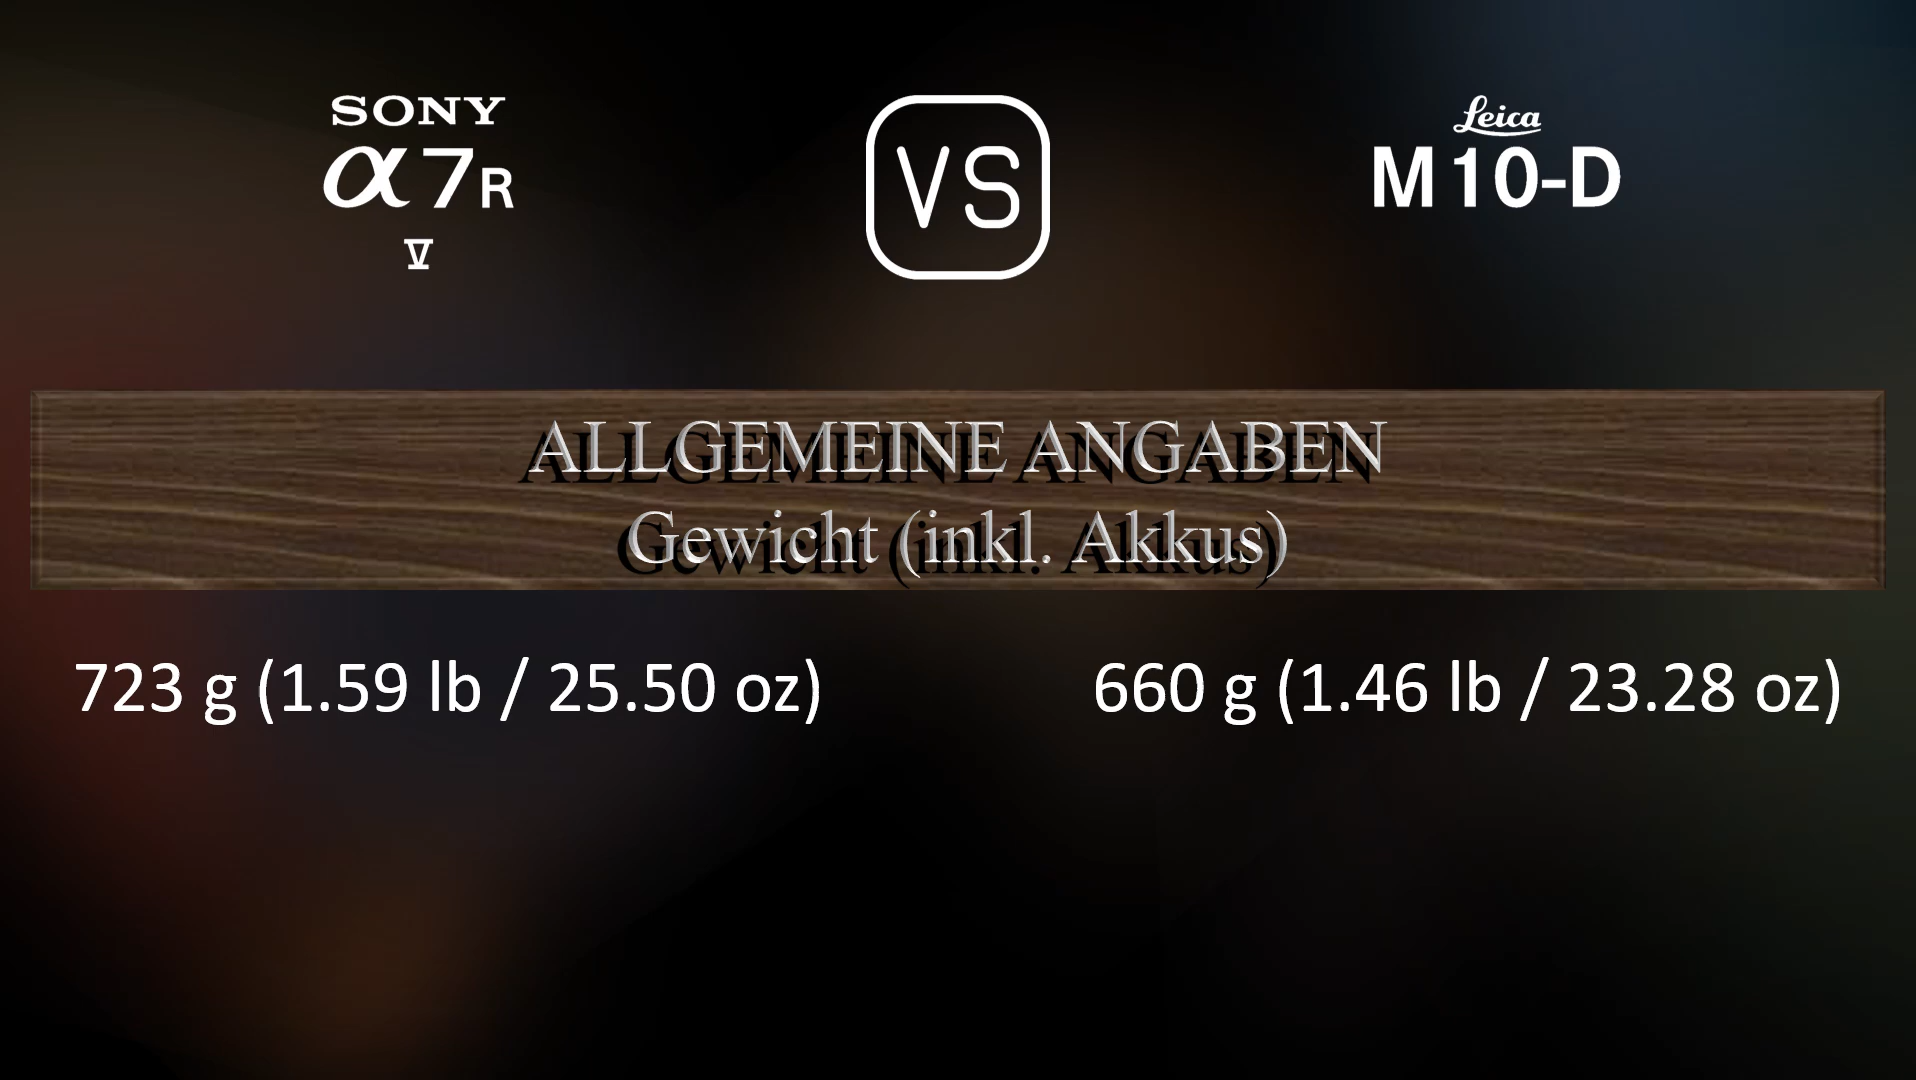 SONY
α7R
V
VS
Leica
M10-D
ALLGEMEINE ANGABEN
Gewicht (inkl. Akkus)
723 g (1.59 lb / 25.50 oz)
660 g (1.46 lb / 23.28 oz)